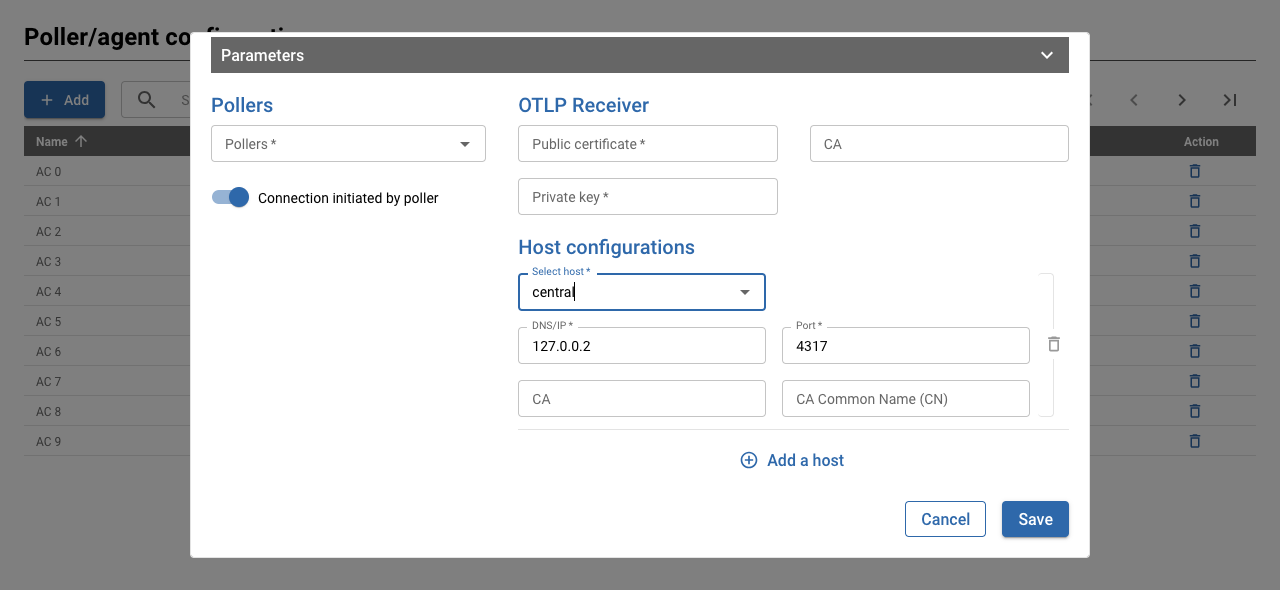 Poller/agent co
Parameters
Add
S
Name
Action
AC 0
AC 1
AC 2
AC 3
AC 4
AC 5
AC 6
AC 7
AC 8
AC 9
Pollers
Pollers *
Connection initiated by poller
OTLP Receiver
Public certificate *
CA
Private key *
Host configurations
Select host *
central
DNS/IP *
127.0.0.2
Port *
4317
CA
CA Common Name (CN)
Add a host
Cancel
Save